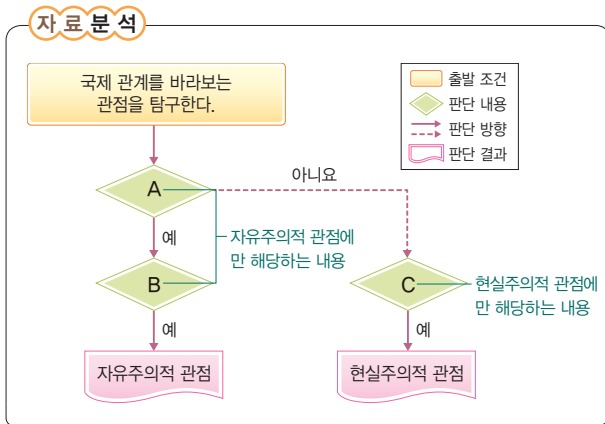 자료분석
국제 관계를 바라보는
관점을 탐구한다.
출발 조건
판단 내용
판단 방향
판단 결과
A
아니요
예
자유주의적 관점에
만 해당하는 내용
B
C
현실주의적 관점에
만 해당하는 내용
예
예
자유주의적 관점
현실주의적 관점